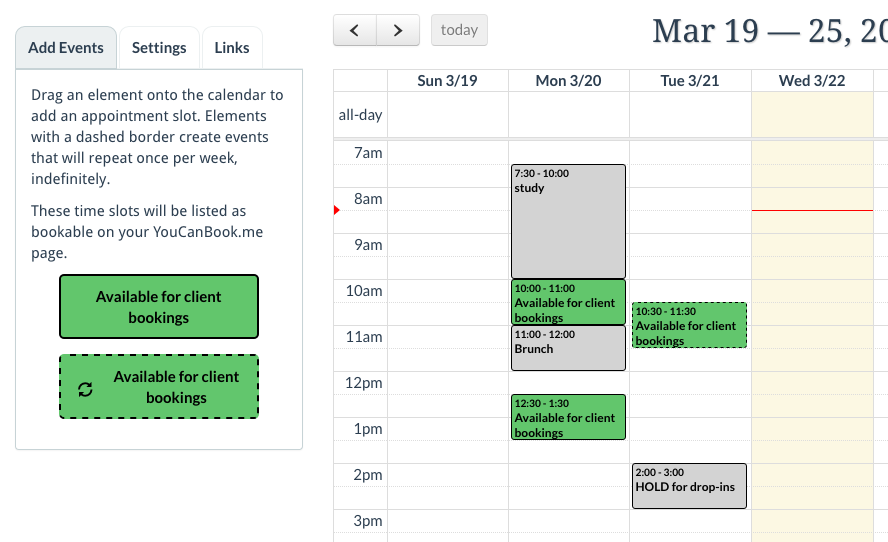 Add Events
Settings
Links
Drag an element onto the calendar to
add an appointment slot. Elements
with a dashed border create events
that will repeat once per week,
indefinitely.
These time slots will be listed as
bookable on your YouCanBook.me
page.
Available for client
bookings
Available for client
bookings
today
Mar 19 — 25, 20
Sun 3/19
Mon 3/20
Tue 3/21
Wed 3/22
all-day
7am
8am
9am
10am
11am
12pm
1pm
2pm
3pm
7:30 - 10:00
study
10:00 - 11:00
Available for client
bookings
11:00 - 12:00
Brunch
12:30 - 1:30
Available for client
bookings
10:30 - 11:30
Available for client
bookings
2:00 - 3:00
HOLD for drop-ins